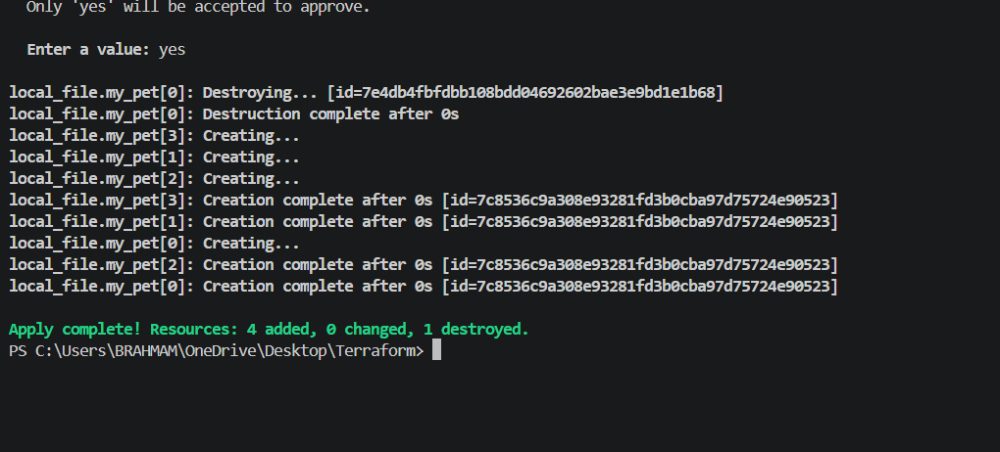 Only 'yes' will be accepted to approve.
Enter a value: yes
local_file.my_pet[0]: Destroying... [id=7e4db4fbfdbb108bdd04692602bae3e9bd1e1b68]
local_file.my_pet[0]: Destruction complete after 0s
local_file.my_pet[3]: Creating...
local_file.my_pet[1]: Creating...
local_file.my_pet[2]: Creating...
local_file.my_pet[3]: Creation complete after 0s [id=7c8536c9a308e93281fd3b0cba97d75724e90523]
local_file.my_pet[1]: Creation complete after 0s [id=7c8536c9a308e93281fd3b0cba97d75724e90523]
local_file.my_pet[0]: Creating...
local_file.my_pet[2]: Creation complete after 0s [id=7c8536c9a308e93281fd3b0cba97d75724e90523]
local_file.my_pet[0]: Creation complete after 0s [id=7c8536c9a308e93281fd3b0cba97d75724e90523]
Apply complete! Resources: 4 added, 0 changed, 1 destroyed.
PS C:\Users\BRAHMAM\OneDrive\Desktop\Terraform>